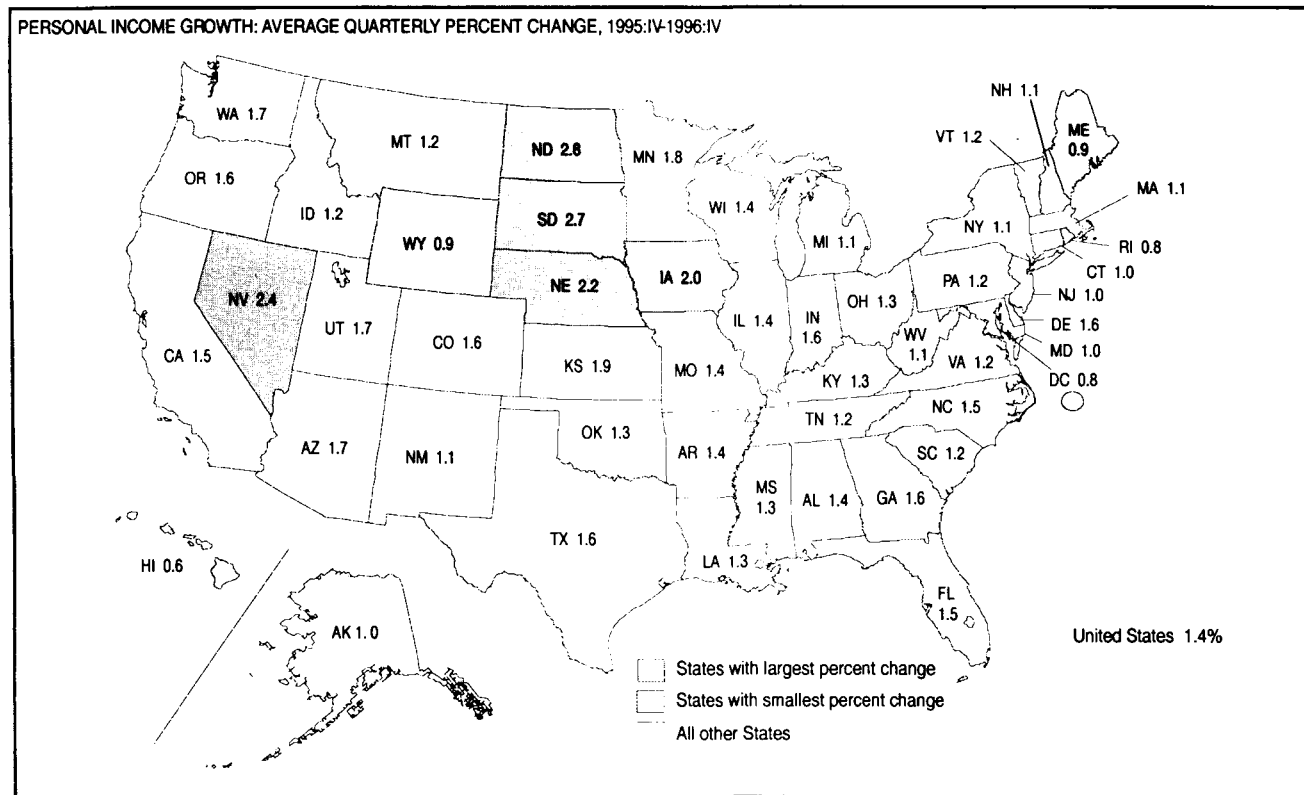 PERSONAL INCOME GROWTH: AVERAGE QUARTERLY PERCENT CHANGE, 1995:IV-1996:IV
WA 1.7
OR 1.6
CA 1.5
NV 2.4
ID 1.2
MT 1.2
WY 0.9
UT 1.7
AZ 1.7
CO 1.6
NM 1.1
ND 2.8
SD 2.7
NE 2.2
KS 1.9
OK 1.3
TX 1.6
MN 1.8
IA 2.0
MO 1.4
AR 1.4
LA 1.3
WI 1.4
IL 1.4
MI 1.1
IN
1.6
OH 1.3
KY 1.3
TN 1.2
MS
1.3
AL 1.4
GA 1.6
FL
1.5
SC 1.2
NC 1.5
VA 1.2
WV
1.1
PA 1.2
NY 1.1
VT 1.2
NH 1.1
ME
0.9
MA 1.1
RI 0.8
CT 1.0
NJ 1.0
DE 1.6
MD 1.0
DC 0.8
HI 0.6
AK 1.0
United States 1.4%
States with largest percent change
States with smallest percent change
All other States